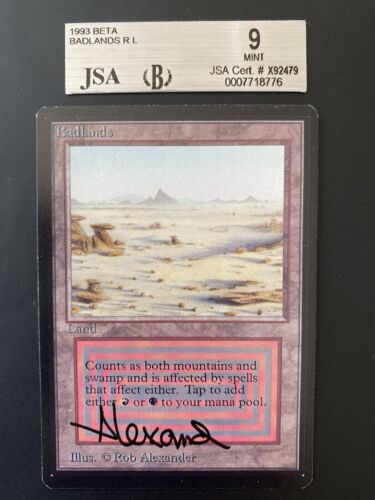 1993 BETA
BADLANDS R L
JSA (B) 9
MINT
JSA Cert. # X92479
0007718776
Badlands
Land
Counts as both mountains and
swamp and is affected by spells
that affect either. Tap to add
either or to your mana pool.
Alexand
Illus. © Rob Alexander